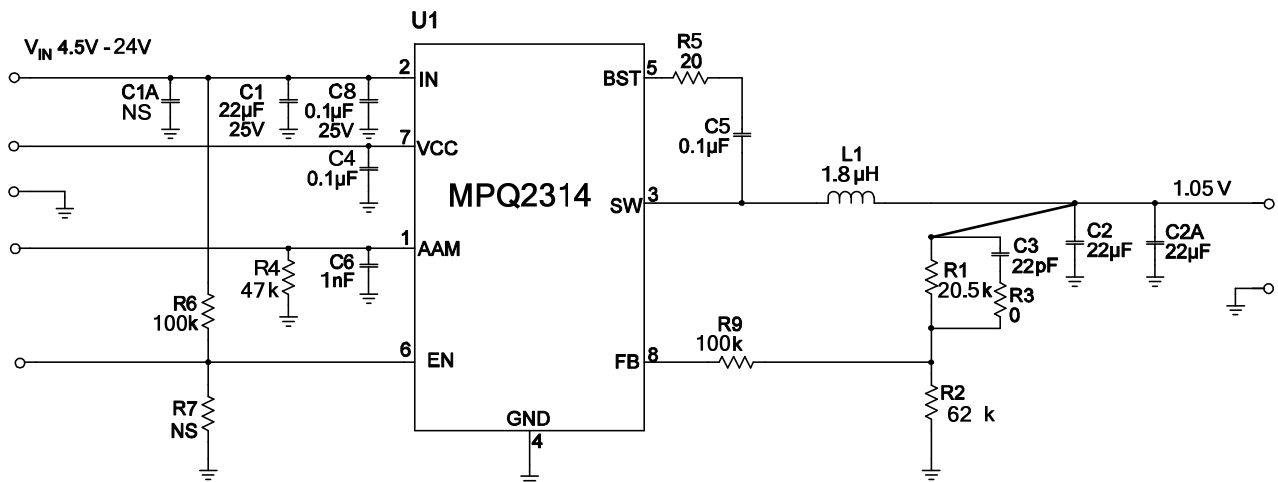 U1
V_IN 4.5V - 24V
C1A
NS
C1
22µF
25V
C8
0.1µF
25V
2
IN
7
VCC
C4
0.1µF
1
AAM
R4
47k
C6
1nF
R6
100k
6
EN
R7
NS
MPQ2314
GND
4
BST
5
R5
20
C5
0.1µF
SW
3
L1
1.8 µH
1.05 V
C2
22µF
C2A
22µF
C3
22pF
R1
20.5k
R3
0
FB
8
R9
100k
R2
62 k